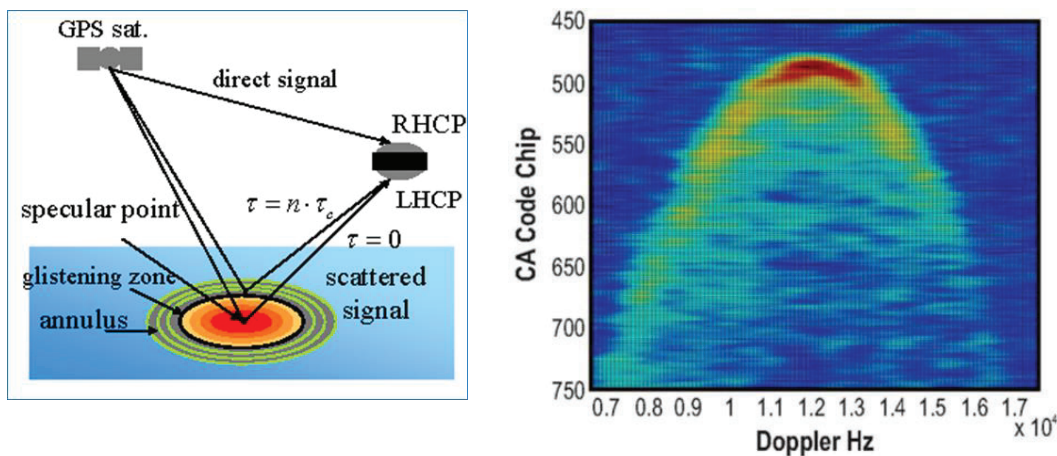 GPS sat.
direct signal
RHCP
LHCP
τ = n · τc
τ = 0
specular point
glistening zone
annulus
scattered
signal
CA Code Chip
450
500
550
600
650
700
750
0.7 0.8 0.9 1 1.1 1.2 1.3 1.4 1.5 1.6 1.7
x 10⁴
Doppler Hz